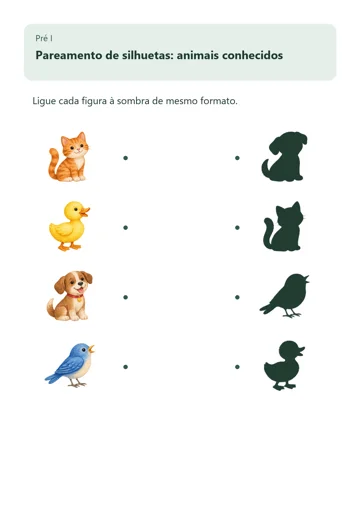 Pré I
Pareamento de silhuetas: animais conhecidos
Ligue cada figura à sombra de mesmo formato.